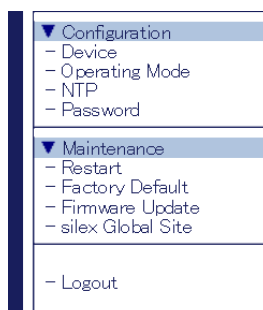 ▼ Configuration
− Device
− Operating Mode
− NTP
− Password
▼ Maintenance
− Restart
− Factory Default
− Firmware Update
− silex Global Site
− Logout